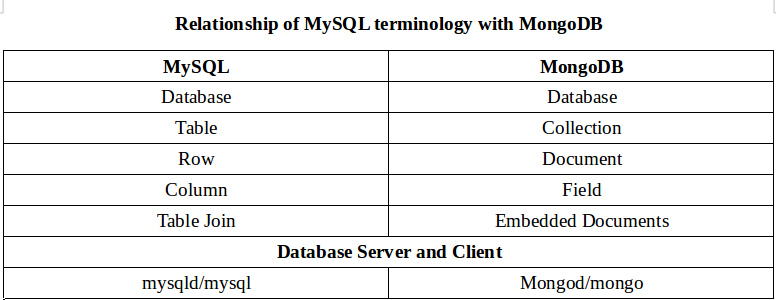 Relationship of MySQL terminology with MongoDB
MySQL MongoDB
Database Database
Table Collection
Row Document
Column Field
Table Join Embedded Documents
Database Server and Client
mysqld/mysql Mongod/mongo